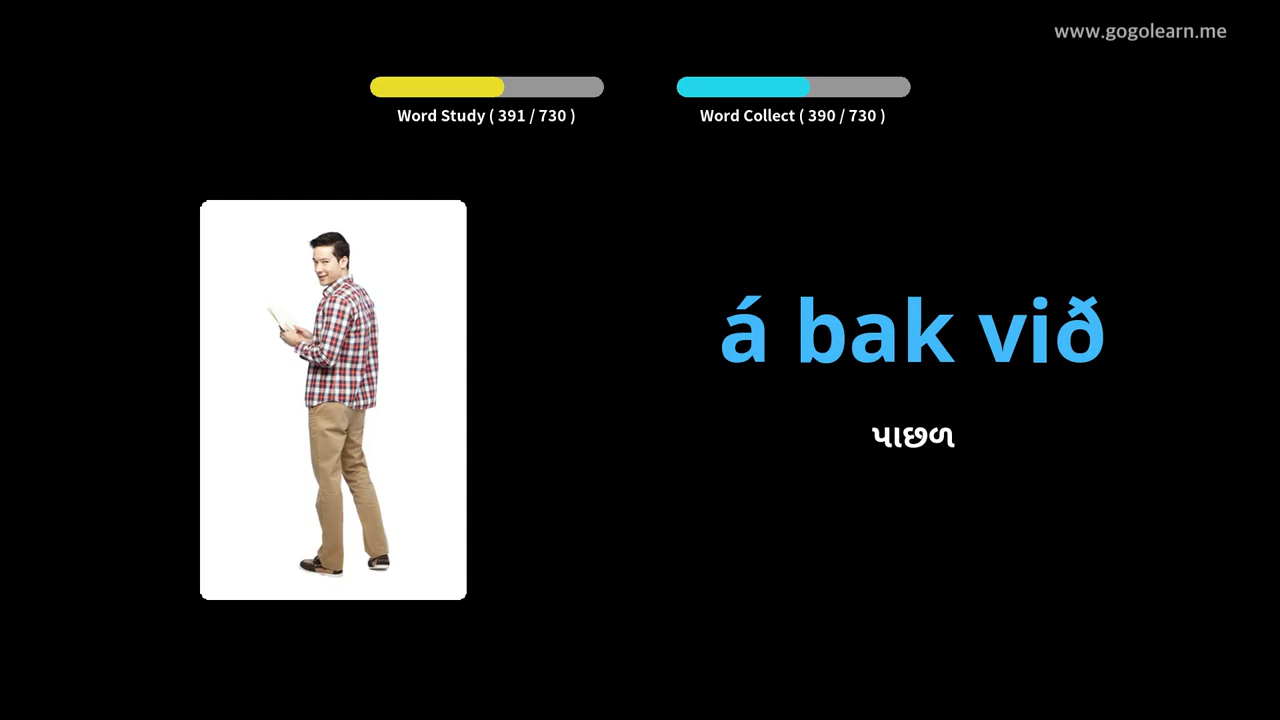 www.gogolearn.me
Word Study ( 391 / 730 )
Word Collect ( 390 / 730 )
á bak við
પાછળ